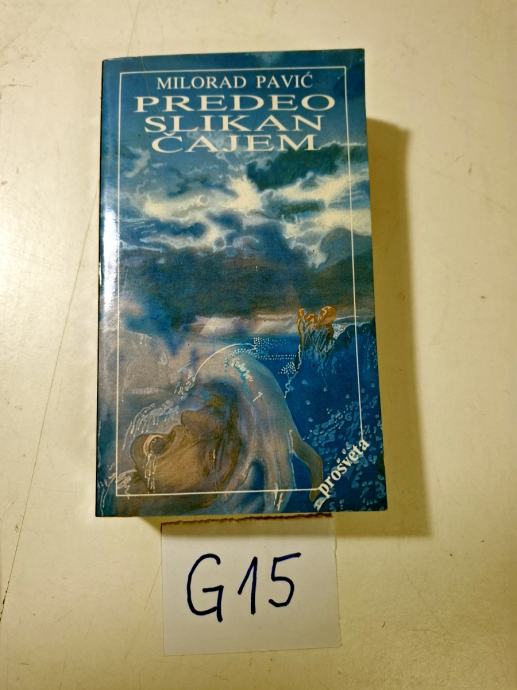 MILORAD PAVIĆ
PREDEO
SLIKAN
ČAJEM
prosveta
G15